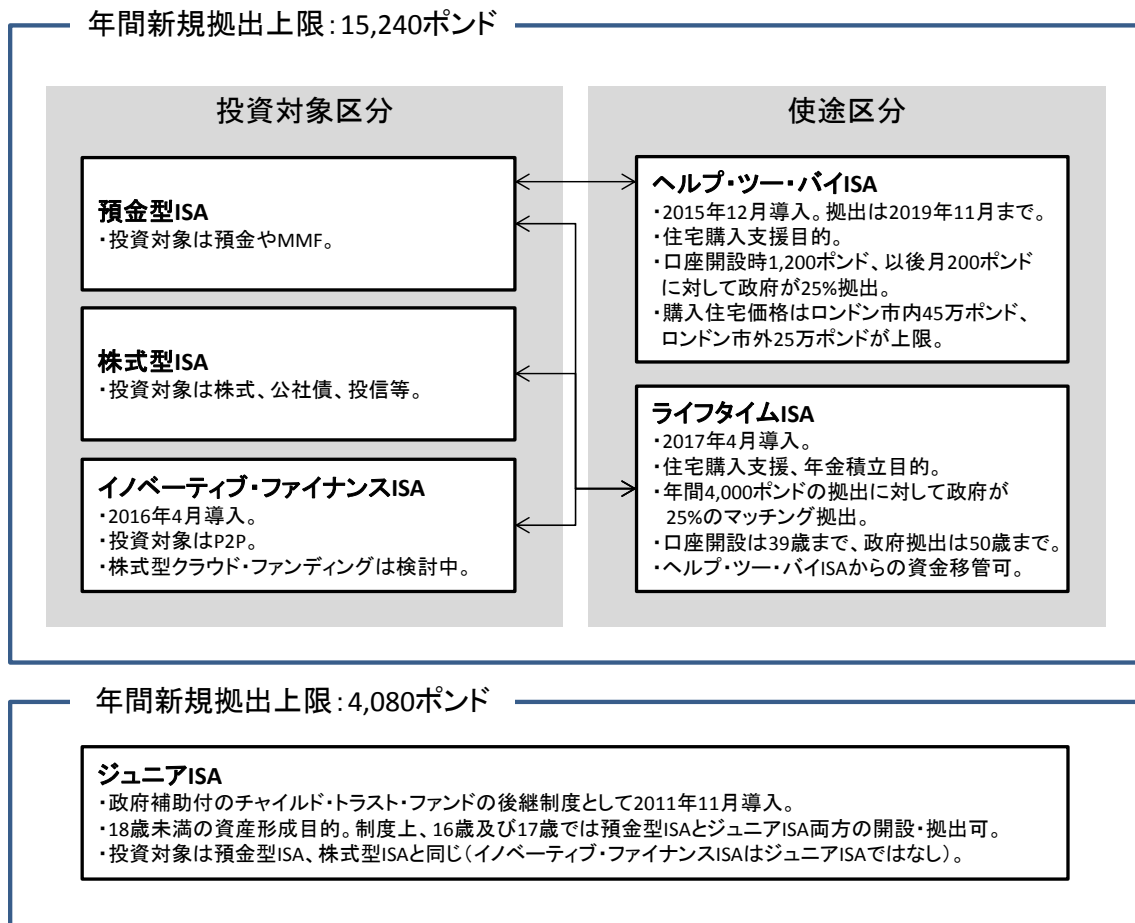 年間新規拠出上限：15,240ポンド
投資対象区分
預金型ISA
・投資対象は預金やMMF。
株式型ISA
・投資対象は株式、公社債、投信等。
イノベーティブ・ファイナンスISA
・2016年4月導入。
・投資対象はP2P。
・株式型クラウド・ファンディングは検討中。
使途区分
ヘルプ・ツー・バイISA
・2015年12月導入。拠出は2019年11月まで。
・住宅購入支援目的。
・口座開設時1,200ポンド、以後月200ポンド
に対して政府が25%拠出。
・購入住宅価格はロンドン市内45万ポンド、
ロンドン市外25万ポンドが上限。
ライフタイムISA
・2017年4月導入。
・住宅購入支援、年金積立目的。
・年間4,000ポンドの拠出に対して政府が
25%のマッチング拠出。
・口座開設は39歳まで、政府拠出は50歳まで。
・ヘルプ・ツー・バイISAからの資金移管可。
年間新規拠出上限：4,080ポンド
ジュニアISA
・政府補助付のチャイルド・トラスト・ファンドの後継制度として2011年11月導入。
・18歳未満の資産形成目的。制度上、16歳及び17歳では預金型ISAとジュニアISA両方の開設・拠出可。
・投資対象は預金型ISA、株式型ISAと同じ（イノベーティブ・ファイナンスISAはジュニアISAではなし）。